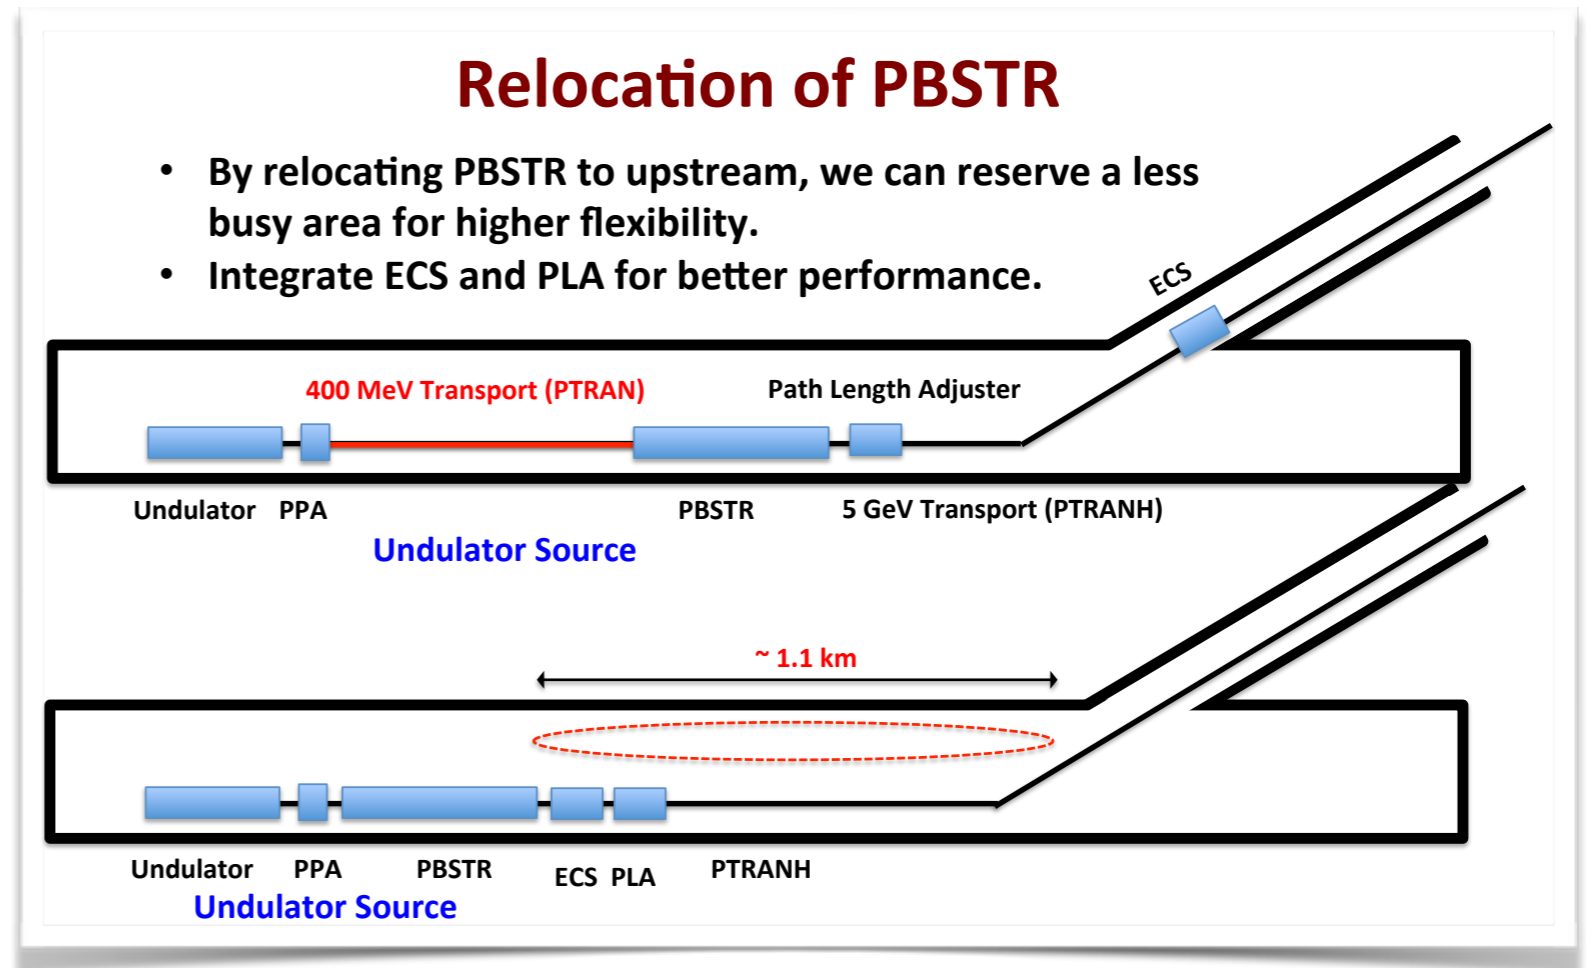 Relocation of PBSTR
• By relocating PBSTR to upstream, we can reserve a less
busy area for higher flexibility.
• Integrate ECS and PLA for better performance.
ECS
400 MeV Transport (PTRAN)
Path Length Adjuster
Undulator
PPA
PBSTR
5 GeV Transport (PTRANH)
Undulator Source
~ 1.1 km
Undulator
PPA
PBSTR
ECS
PLA
PTRANH
Undulator Source